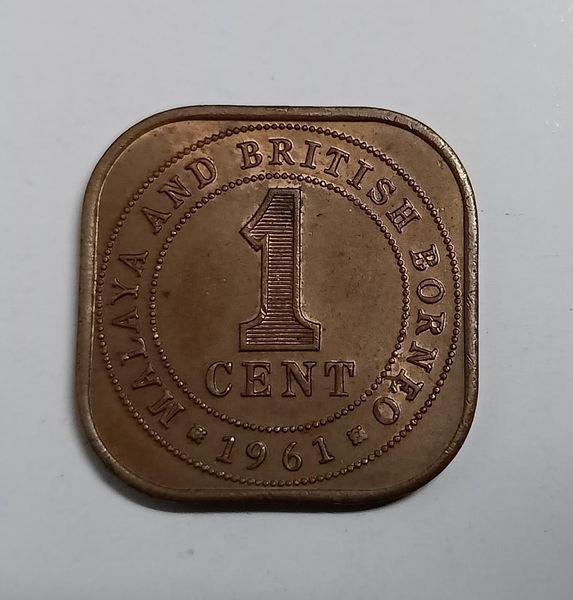 MALAYA AND BRITISH BORNEO
1
CENT
1961